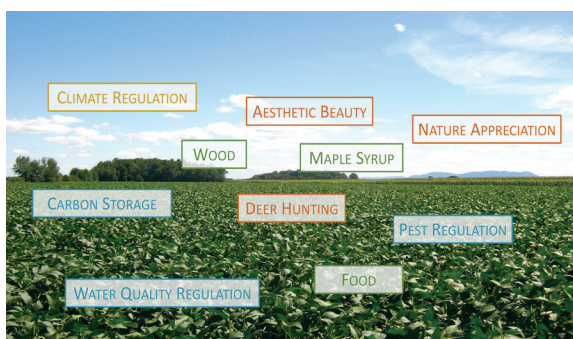 CLIMATE REGULATION
AESTHETIC BEAUTY
NATURE APPRECIATION
WOOD
MAPLE SYRUP
CARBON STORAGE
DEER HUNTING
PEST REGULATION
FOOD
WATER QUALITY REGULATION